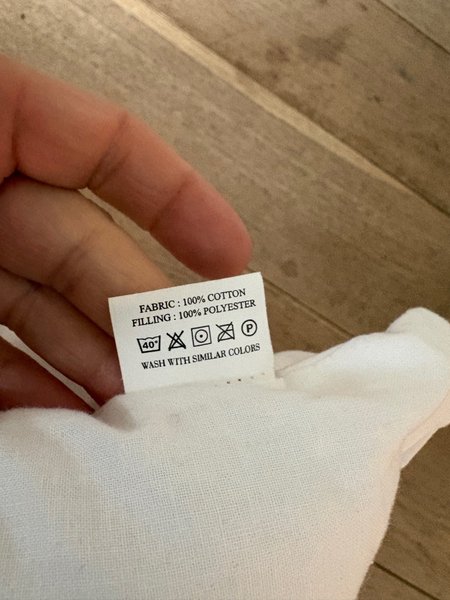 FABRIC : 100% COTTON
FILLING : 100% POLYESTER
40° P
WASH WITH SIMILAR COLORS